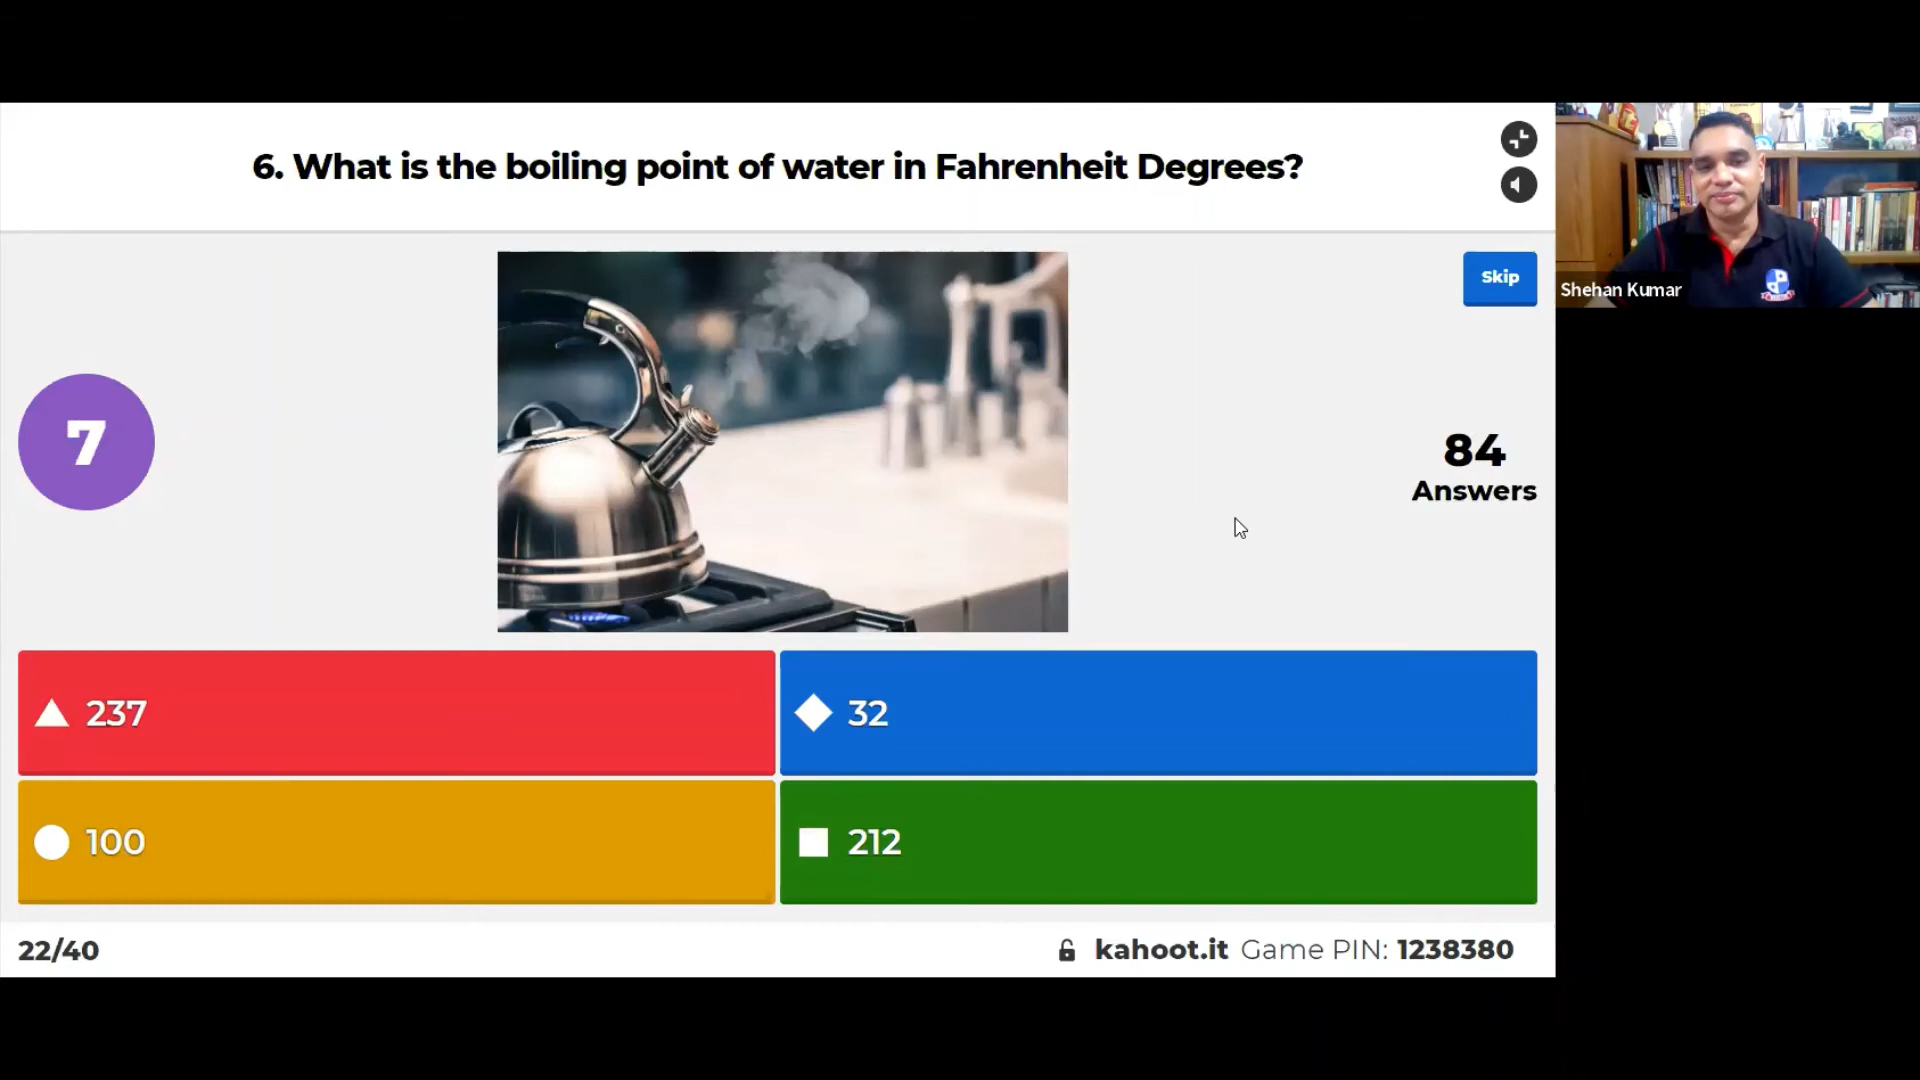 6. What is the boiling point of water in Fahrenheit Degrees?
Skip
Shehan Kumar
7
84
Answers
237
32
100
212
22/40
kahoot.it Game PIN: 1238380